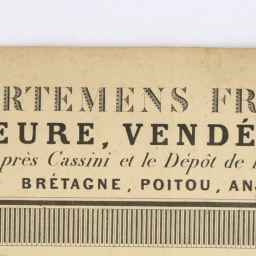 RTEMENS FR
EURE, VENDÉ
près Cassini et le Dépôt de
BRÉTAGNE, POITOU, AN